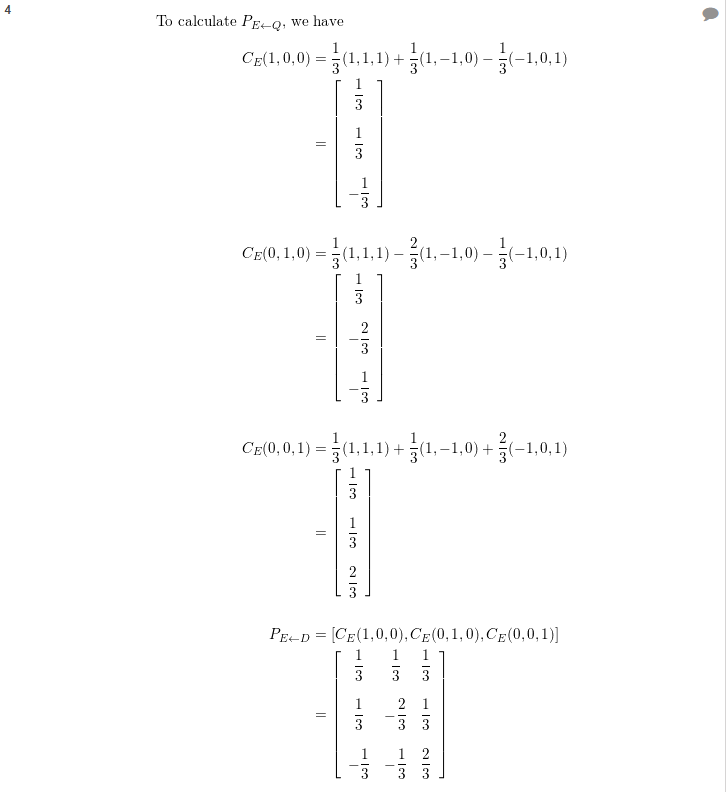 4
To calculate P_{E←Q}, we have
C_E(1, 0, 0) = \frac{1}{3}(1, 1, 1) + \frac{1}{3}(1, −1, 0) − \frac{1}{3}(−1, 0, 1)
= \begin{bmatrix} \frac{1}{3} \\ \frac{1}{3} \\ -\frac{1}{3} \end{bmatrix}
C_E(0, 1, 0) = \frac{1}{3}(1, 1, 1) − \frac{2}{3}(1, −1, 0) − \frac{1}{3}(−1, 0, 1)
= \begin{bmatrix} \frac{1}{3} \\ -\frac{2}{3} \\ -\frac{1}{3} \end{bmatrix}
C_E(0, 0, 1) = \frac{1}{3}(1, 1, 1) + \frac{1}{3}(1, −1, 0) + \frac{2}{3}(−1, 0, 1)
= \begin{bmatrix} \frac{1}{3} \\ \frac{1}{3} \\ \frac{2}{3} \end{bmatrix}
P_{E←D} = [C_E(1, 0, 0), C_E(0, 1, 0), C_E(0, 0, 1)]
= \begin{bmatrix} \frac{1}{3} & \frac{1}{3} & \frac{1}{3} \\ \frac{1}{3} & -\frac{2}{3} & \frac{1}{3} \\ -\frac{1}{3} & -\frac{1}{3} & \frac{2}{3} \end{bmatrix}